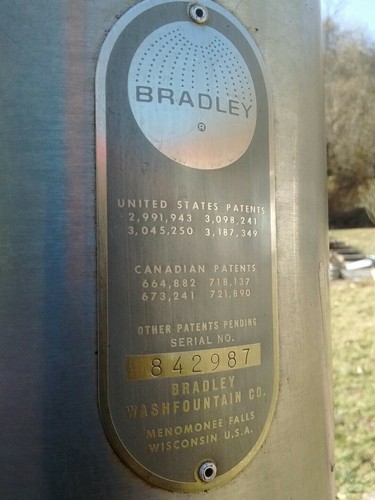 BRADLEY
®
UNITED STATES PATENTS
2,991,943 3,098,241
3,045,250 3,187,349
CANADIAN PATENTS
664,882 718,137
673,241 721,890
OTHER PATENTS PENDING
SERIAL NO.
842987
BRADLEY
WASHFOUNTAIN CO.
MENOMONEE FALLS
WISCONSIN U.S.A.